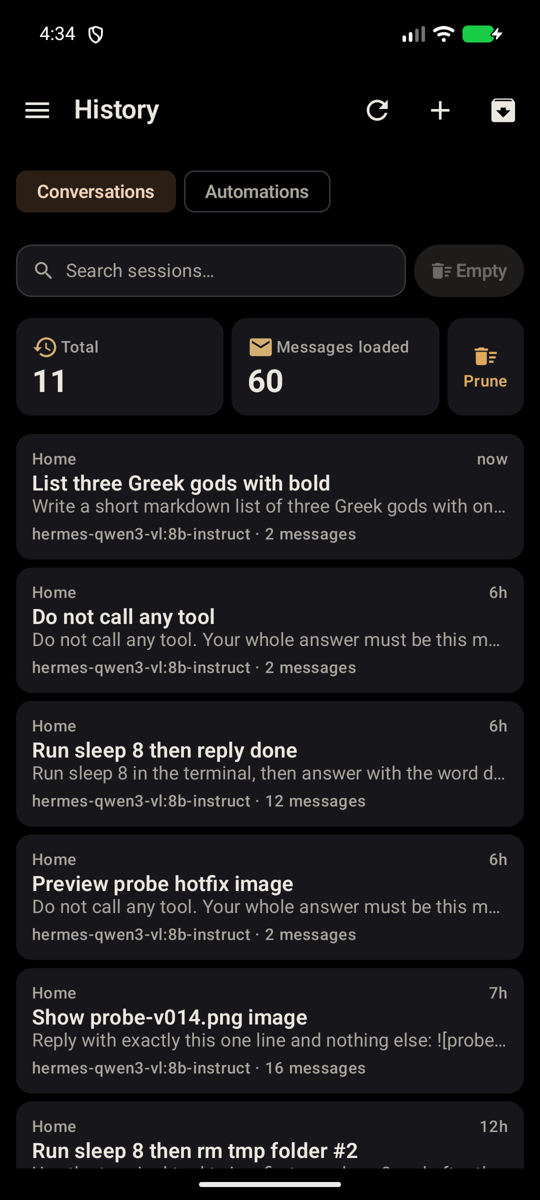 4:34
History
Conversations
Automations
Search sessions…
Empty
Total
11
Messages loaded
60
Prune
Home
now
List three Greek gods with bold
Write a short markdown list of three Greek gods with on…
hermes-qwen3-vl:8b-instruct · 2 messages
Home
6h
Do not call any tool
Do not call any tool. Your whole answer must be this m…
hermes-qwen3-vl:8b-instruct · 2 messages
Home
6h
Run sleep 8 then reply done
Run sleep 8 in the terminal, then answer with the word d…
hermes-qwen3-vl:8b-instruct · 12 messages
Home
6h
Preview probe hotfix image
Do not call any tool. Your whole answer must be this m…
hermes-qwen3-vl:8b-instruct · 2 messages
Home
7h
Show probe-v014.png image
Reply with exactly this one line and nothing else: ![probe…
hermes-qwen3-vl:8b-instruct · 16 messages
Home
12h
Run sleep 8 then rm tmp folder #2